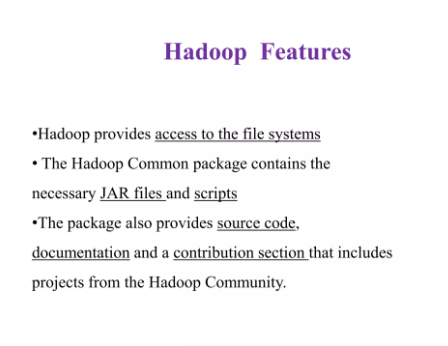 Hadoop Features
•Hadoop provides access to the file systems
• The Hadoop Common package contains the
necessary JAR files and scripts
•The package also provides source code,
documentation and a contribution section that includes
projects from the Hadoop Community.